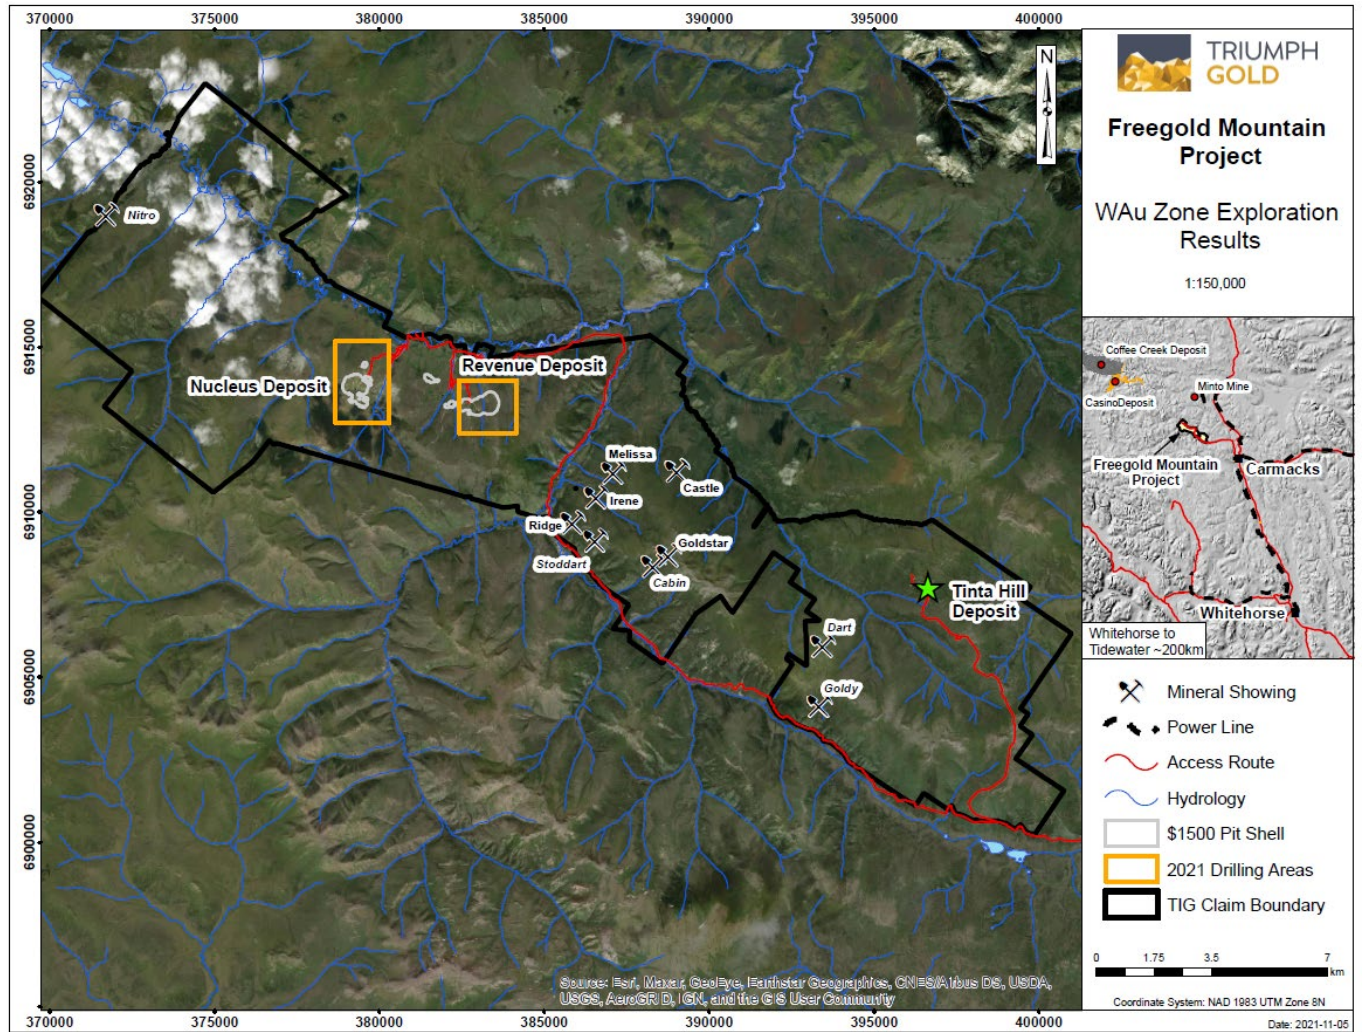 370000 375000 380000 385000 390000 395000 400000
6920000
6915000
6910000
6905000
6900000
N
Nitro
Nucleus Deposit
Revenue Deposit
Melissa
Castle
Irene
Ridge
Goldstar
Stoddart
Cabin
Tinta Hill
Deposit
Dart
Goldy
Source: Esri, Maxar, GeoEye, Earthstar Geographics, CNES/Airbus DS, USDA,
USGS, AeroGRID, IGN, and the GIS User Community
370000 375000 380000 385000 390000 395000 400000
TRIUMPH
GOLD
Freegold Mountain
Project
WAu Zone Exploration
Results
1:150,000
Coffee Creek Deposit
CasinoDeposit
Minto Mine
Freegold Mountain
Project
Carmacks
Whitehorse
Whitehorse to
Tidewater ~200km
Mineral Showing
Power Line
Access Route
Hydrology
$1500 Pit Shell
2021 Drilling Areas
TIG Claim Boundary
0 1.75 3.5 7
km
Coordinate System: NAD 1983 UTM Zone 8N
Date: 2021-11-05